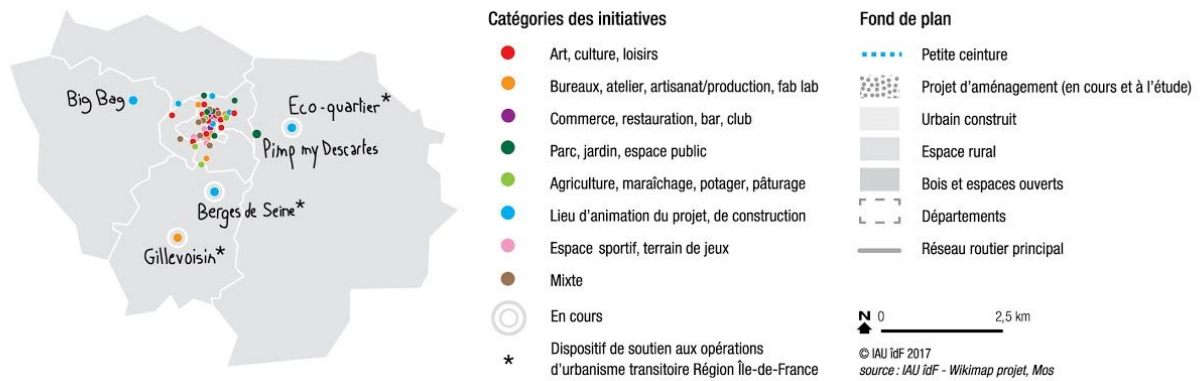 Big Bag
Eco-quartier*
Pimp my Descartes
Berges de Seine*
Gillevoisin*
Catégories des initiatives
Art, culture, loisirs
Bureaux, atelier, artisanat/production, fab lab
Commerce, restauration, bar, club
Parc, jardin, espace public
Agriculture, maraîchage, potager, pâturage
Lieu d'animation du projet, de construction
Espace sportif, terrain de jeux
Mixte
En cours
* Dispositif de soutien aux opérations
d'urbanisme transitoire Région Île-de-France
Fond de plan
Petite ceinture
Projet d'aménagement (en cours et à l'étude)
Urbain construit
Espace rural
Bois et espaces ouverts
Départements
Réseau routier principal
N 0 2,5 km
© IAU îdF 2017
source : IAU îdF - Wikimap projet, Mos